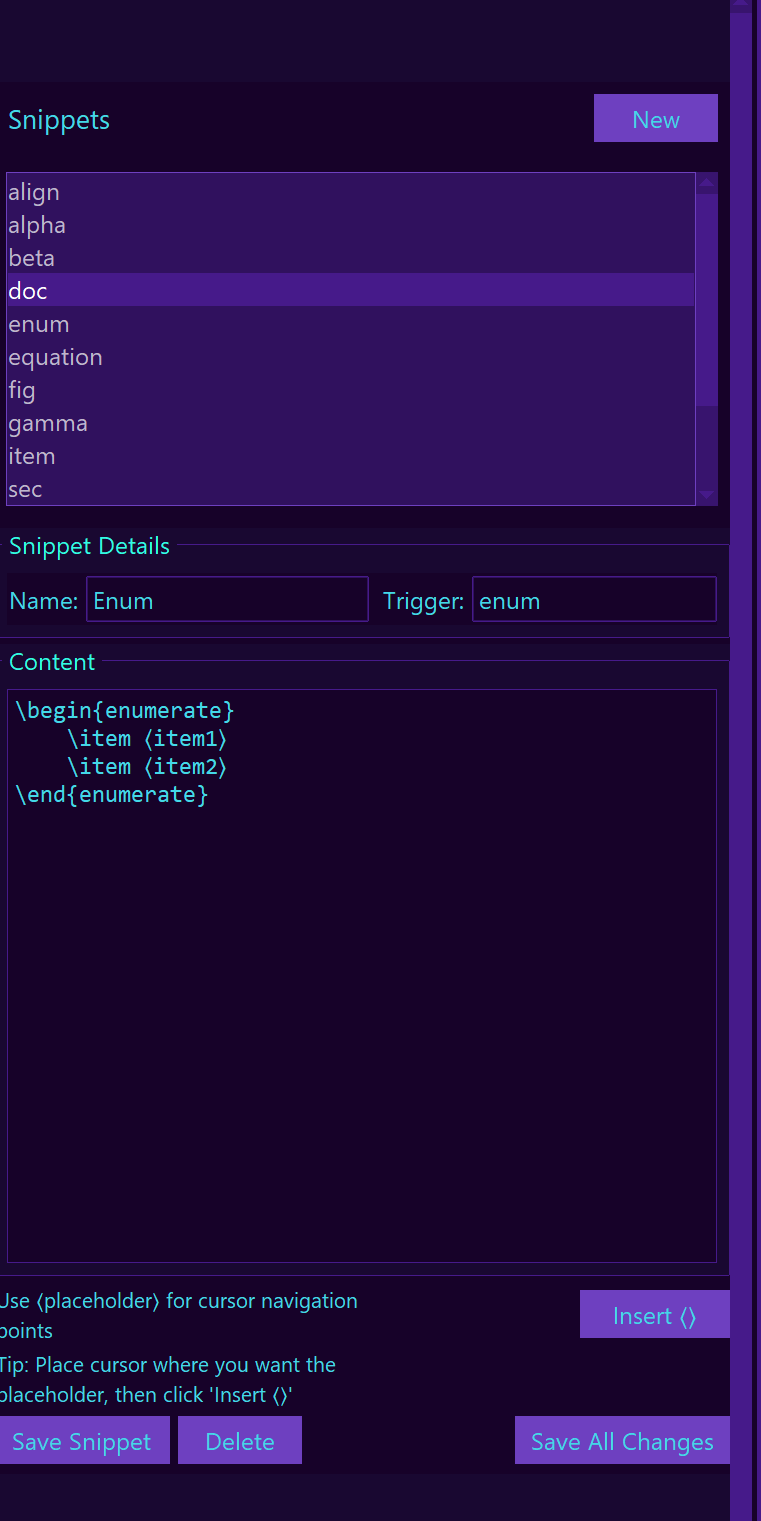 Snippets
New
align
alpha
beta
doc
enum
equation
fig
gamma
item
sec
Snippet Details
Name: Enum Trigger: enum
Content
\begin{enumerate}
    \item ⟨item1⟩
    \item ⟨item2⟩
\end{enumerate}
Use ⟨placeholder⟩ for cursor navigation
points
Insert ⟨⟩
Tip: Place cursor where you want the
placeholder, then click 'Insert ⟨⟩'
Save Snippet Delete Save All Changes